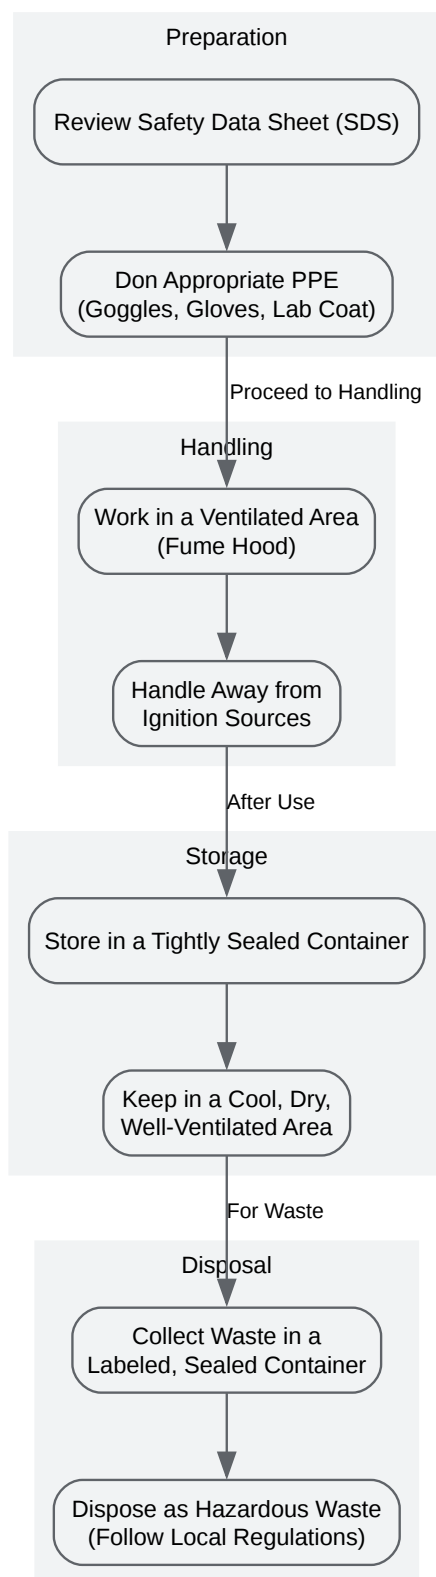 Preparation
Review Safety Data Sheet (SDS)
Don Appropriate PPE
(Goggles, Gloves, Lab Coat)
Proceed to Handling
Handling
Work in a Ventilated Area
(Fume Hood)
Handle Away from
Ignition Sources
After Use
Storage
Store in a Tightly Sealed Container
Keep in a Cool, Dry,
Well-Ventilated Area
For Waste
Disposal
Collect Waste in a
Labeled, Sealed Container
Dispose as Hazardous Waste
(Follow Local Regulations)